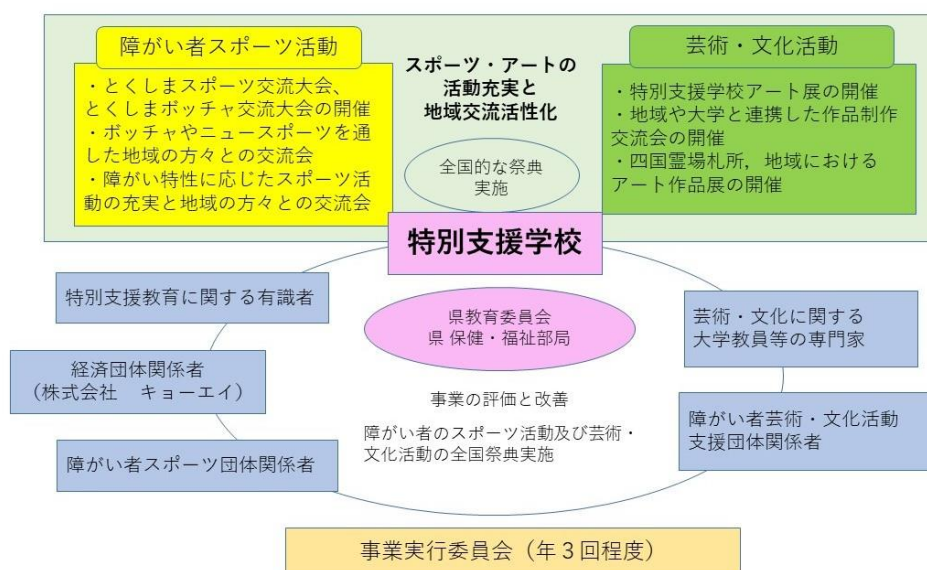 障がい者スポーツ活動
・とくしまスポーツ交流大会、
とくしまボッチャ交流大会の開催
・ボッチャやニュースポーツを通
した地域の方々との交流会
・障がい特性に応じたスポーツ活
動の充実と地域の方々との交流会
スポーツ・アートの
活動充実と
地域交流活性化
全国的な祭典
実施
芸術・文化活動
・特別支援学校アート展の開催
・地域や大学と連携した作品制作
交流会の開催
・四国霊場札所，地域における
アート作品展の開催
特別支援学校
特別支援教育に関する有識者
経済団体関係者
（株式会社　キョーエイ）
障がい者スポーツ団体関係者
県教育委員会
県 保健・福祉部局
事業の評価と改善
障がい者のスポーツ活動及び芸術・
文化活動の全国祭典実施
芸術・文化に関する
大学教員等の専門家
障がい者芸術・文化活動
支援団体関係者
事業実行委員会（年３回程度）